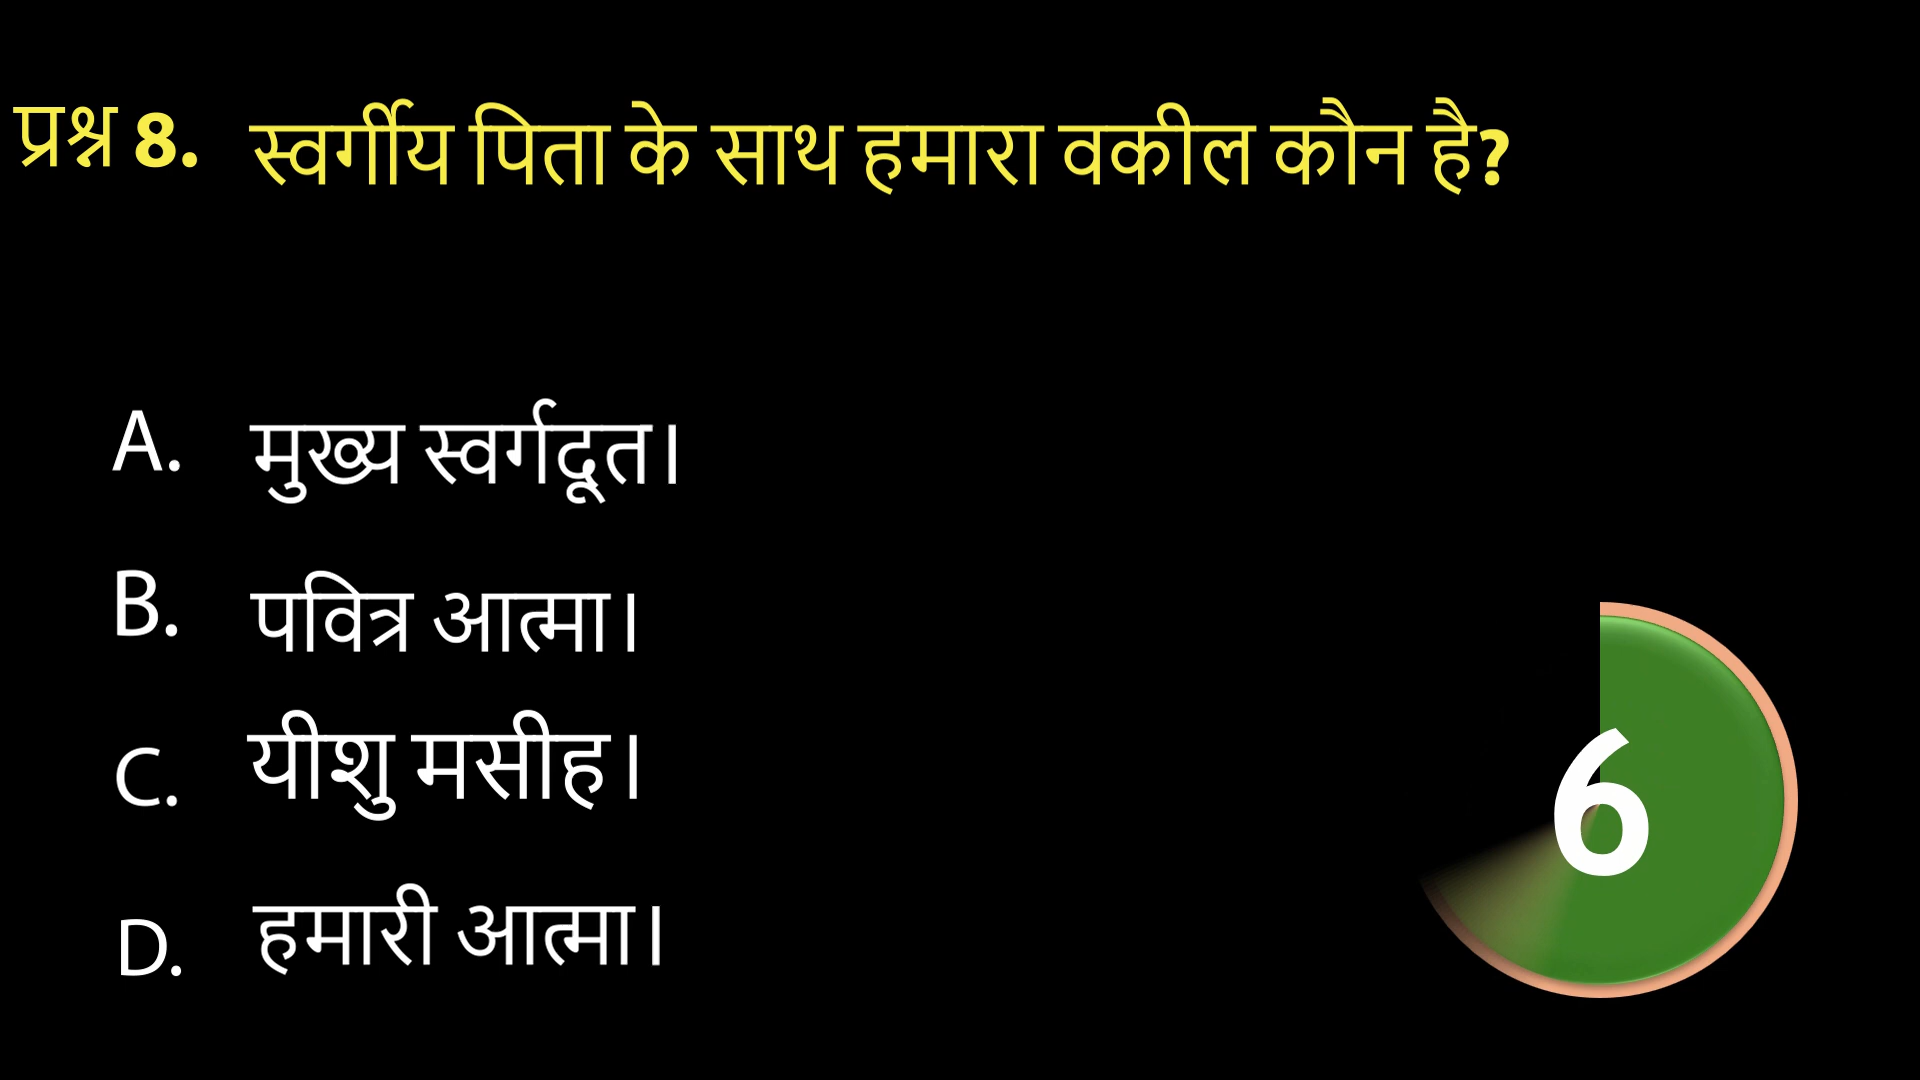 प्रश्न 8. स्वर्गीय पिता के साथ हमारा वकील कौन है?
A. मुख्य स्वर्गदूत।
B. पवित्र आत्मा।
C. यीशु मसीह।
D. हमारी आत्मा।
6